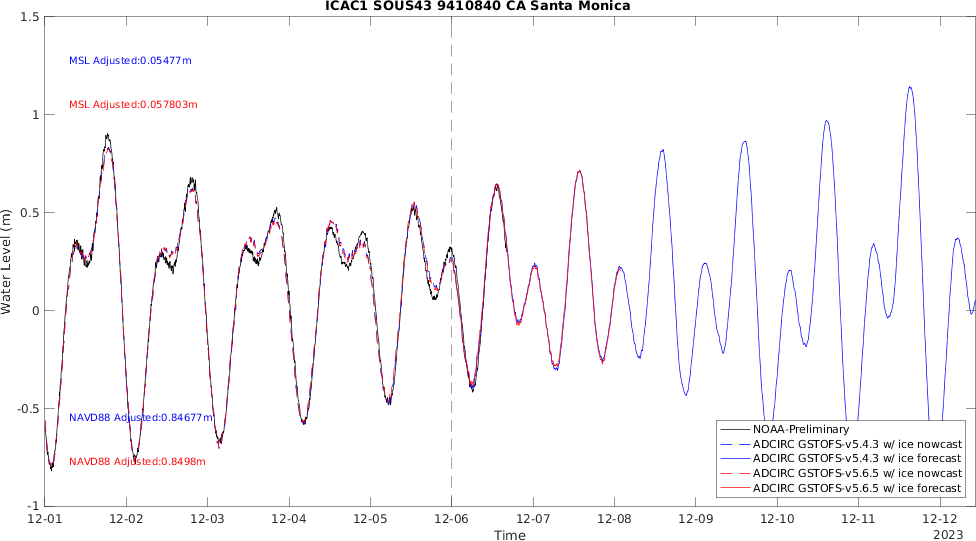 ICAC1 SOUS43 9410840 CA Santa Monica
1.5
1
0.5
0
-0.5
-1
Water Level (m)
MSL Adjusted:0.05477m
MSL Adjusted:0.057803m
NAVD88 Adjusted:0.84677m
NAVD88 Adjusted:0.8498m
NOAA-Preliminary
ADCIRC GSTOFS-v5.4.3 w/ ice nowcast
ADCIRC GSTOFS-v5.4.3 w/ ice forecast
ADCIRC GSTOFS-v5.6.5 w/ ice nowcast
ADCIRC GSTOFS-v5.6.5 w/ ice forecast
12-01 12-02 12-03 12-04 12-05 12-06 12-07 12-08 12-09 12-10 12-11 12-12
Time
2023